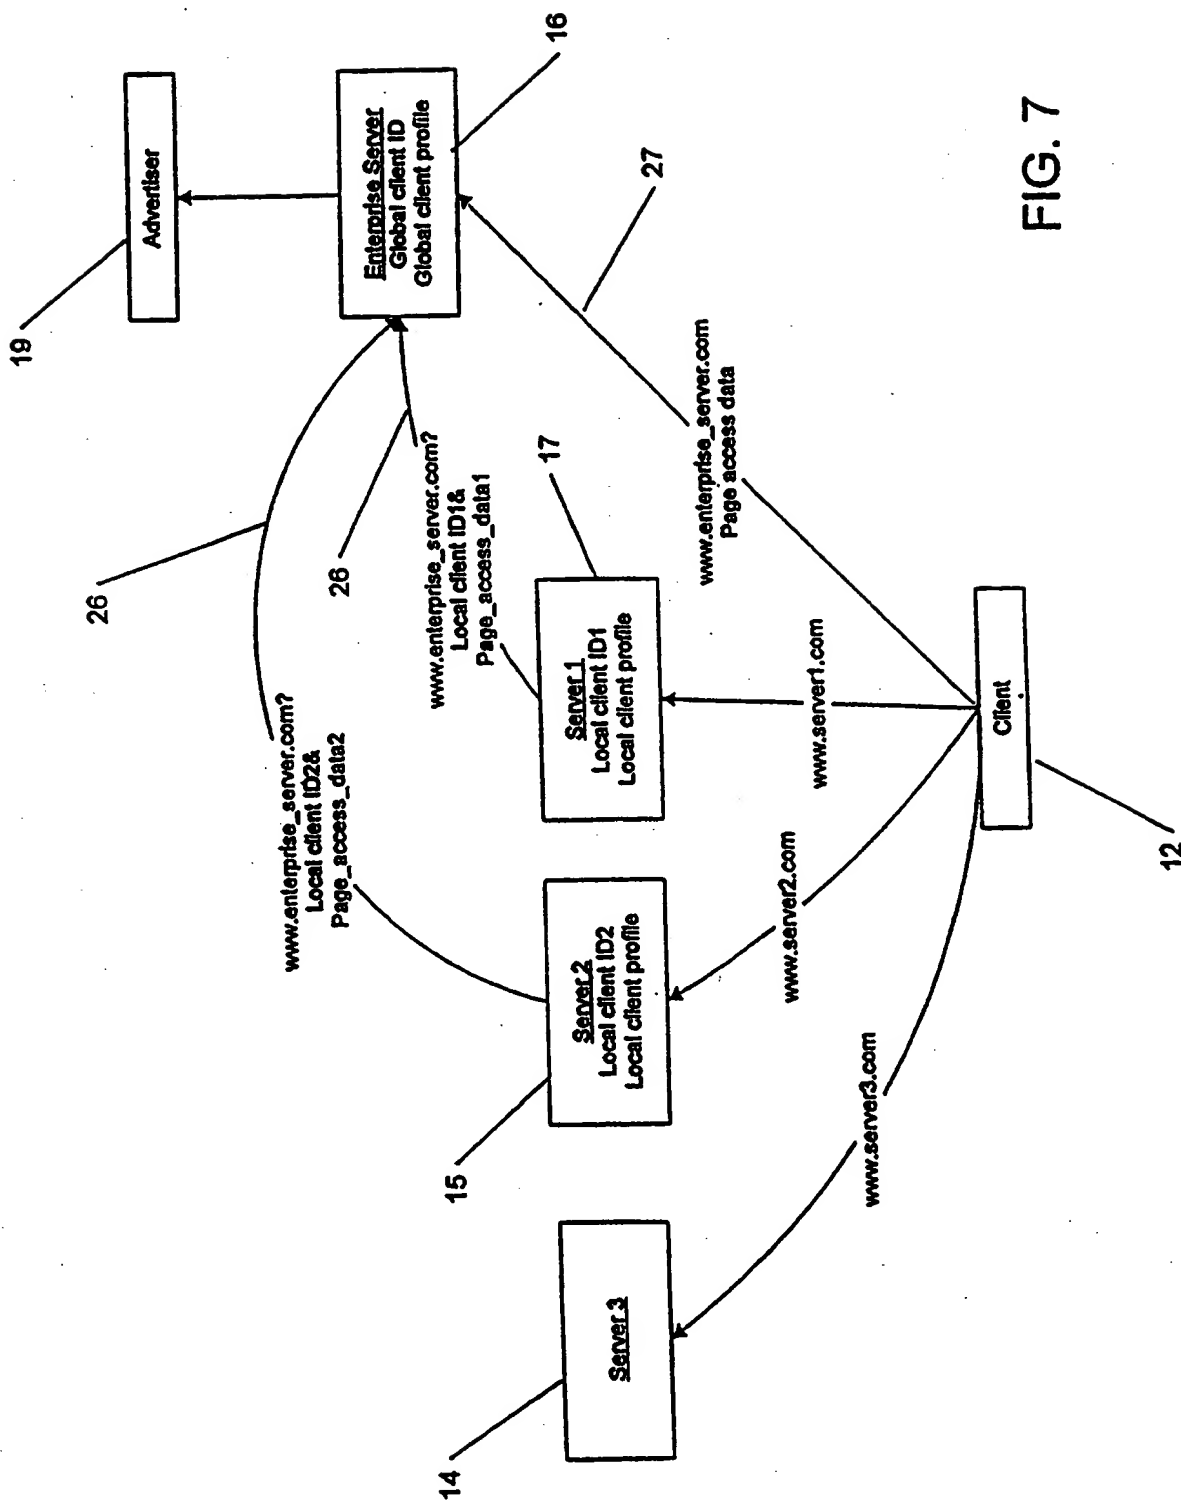 19
Advertiser
Enterprise Server
Global client ID
Global client profile
16
26
26
27
www.enterprise_server.com?
Local client ID2&
Page_access_data2
www.enterprise_server.com?
Local client ID1&
Page_access_data1
www.enterprise_server.com
Page access data
17
14
Server 3
15
Server 2
Local client ID2
Local client profile
Server 1
Local client ID1
Local client profile
www.server3.com
www.server2.com
www.server1.com
Client
12
FIG. 7